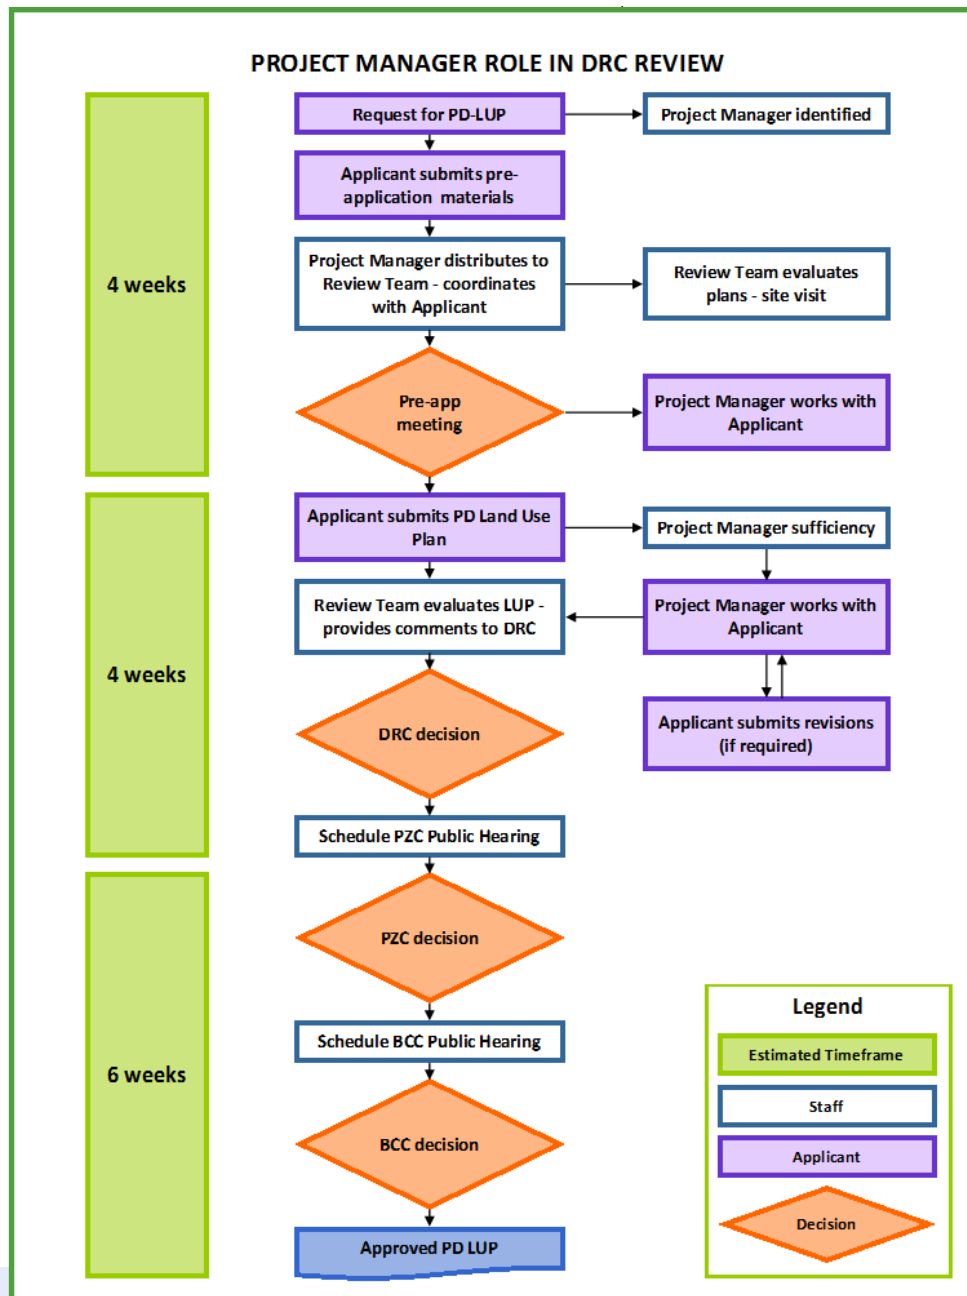 PROJECT MANAGER ROLE IN DRC REVIEW
4 weeks
Request for PD-LUP
Project Manager identified
Applicant submits pre-
application materials
Project Manager distributes to
Review Team - coordinates
with Applicant
Review Team evaluates
plans - site visit
Pre-app
meeting
Project Manager works with
Applicant
4 weeks
Applicant submits PD Land Use
Plan
Project Manager sufficiency
Review Team evaluates LUP -
provides comments to DRC
Project Manager works with
Applicant
DRC decision
Applicant submits revisions
(if required)
Schedule PZC Public Hearing
6 weeks
PZC decision
Schedule BCC Public Hearing
BCC decision
Approved PD LUP
Legend
Estimated Timeframe
Staff
Applicant
Decision